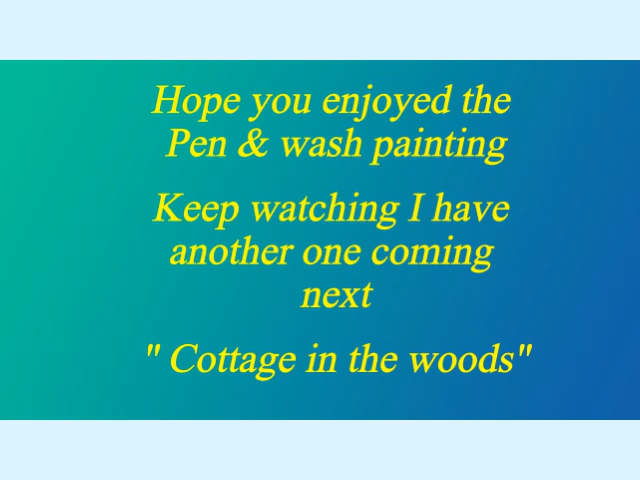 Hope you enjoyed the
Pen & wash painting
Keep watching I have
another one coming
next
" Cottage in the woods"